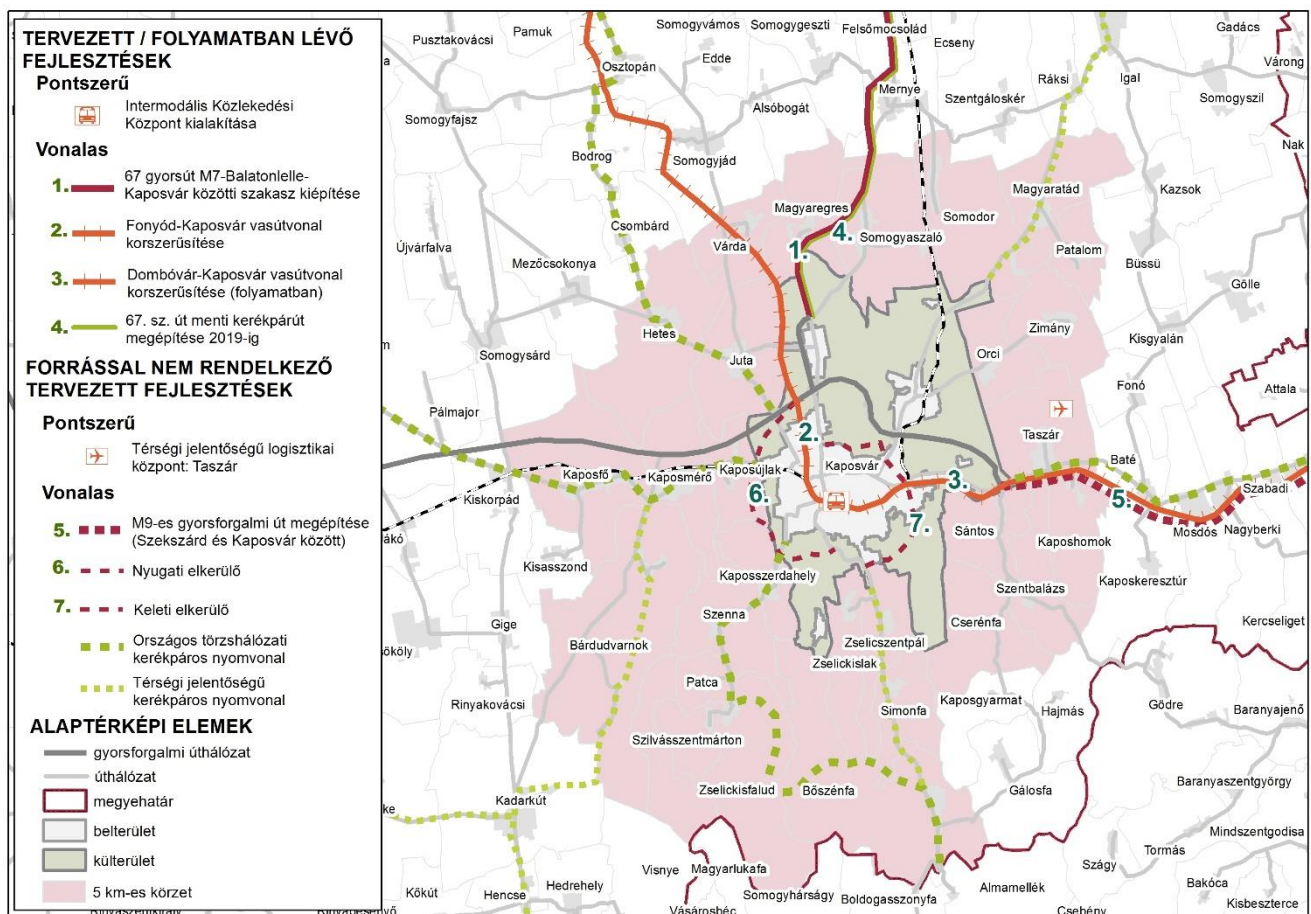 TERVEZETT / FOLYAMATBAN LÉVŐ
FEJLESZTÉSEK
Pontszerű
Intermodális Közlekedési
Központ kialakítása
Vonalas
1. 67 gyorsút M7-Balatonlelle-
Kaposvár közötti szakasz kiépítése
2. Fonyód-Kaposvár vasútvonal
korszerűsítése
3. Dombóvár-Kaposvár vasútvonal
korszerűsítése (folyamatban)
4. 67. sz. út menti kerékpárút
megépítése 2019-ig
FORRÁSSAL NEM RENDELKEZŐ
TERVEZETT FEJLESZTÉSEK
Pontszerű
Térségi jelentőségű logisztikai
központ: Taszár
Vonalas
5. M9-es gyorsforgalmi út megépítése
(Szekszárd és Kaposvár között)
6. Nyugati elkerülő
7. Keleti elkerülő
Országos törzshálózati
kerékpáros nyomvonal
Térségi jelentőségű
kerékpáros nyomvonal
ALAPTÉRKÉPI ELEMEK
gyorsforgalmi úthálózat
úthálózat
megyehatár
belterület
külterület
5 km-es körzet
Pamuk
Somogyvámos
Somogygeszti
Felsőmocsolád
Gadács
Pusztakovácsi
Ecseny
Edde
Osztopán
Várong
Ráksi
Igal
Mernye
Alsóbogát
Szentgáloskér
Somogyszil
Somogyfajsz
Bodrog
Somogyjád
Nak
Kazsok
Magyaratád
Magyaregres
Somodor
Csombárd
4.
Somogyaszaló
Újvárfalva
Várda
1.
Patalom
Mezőcsokonya
Büssü
Gölle
Hetes
Zimány
Kisgyalán
Somogysárd
Juta
Orci
Fonó
Attala
Pálmajor
Taszár
2.
Kaposvár
Baté
Kaposújlak
Kaposfő
Kaposmérő
3.
Szabadi
Kiskorpád
6.
5.
7.
Sántos
Mosdós
Nagyberki
Kaposhomok
Kisasszond
Kaposszerdahely
Kaposkeresztúr
Szentbalázs
Szenna
Gige
Cserénfa
Kercseliget
Bárdudvarnok
Zselicszentpál
Zselickislak
Patca
Rinyakovácsi
Kaposgyarmat
Hajmás
Gödre
Simonfa
Baranyajenő
Szilvásszentmárton
Baranyaszentgyörgy
Zselickisfalud
Bőszénfa
Gálosfa
Kadarkút
Mindszentgodisa
Tormás
Szágy
Visnye
Magyarlukafa
Almamellék
Bakóca
Kőkút
Hencse
Hedrehely
Somogyhárságy
Boldogasszonyfa
Kisbeszterce
Vásárosbéc
Csebény